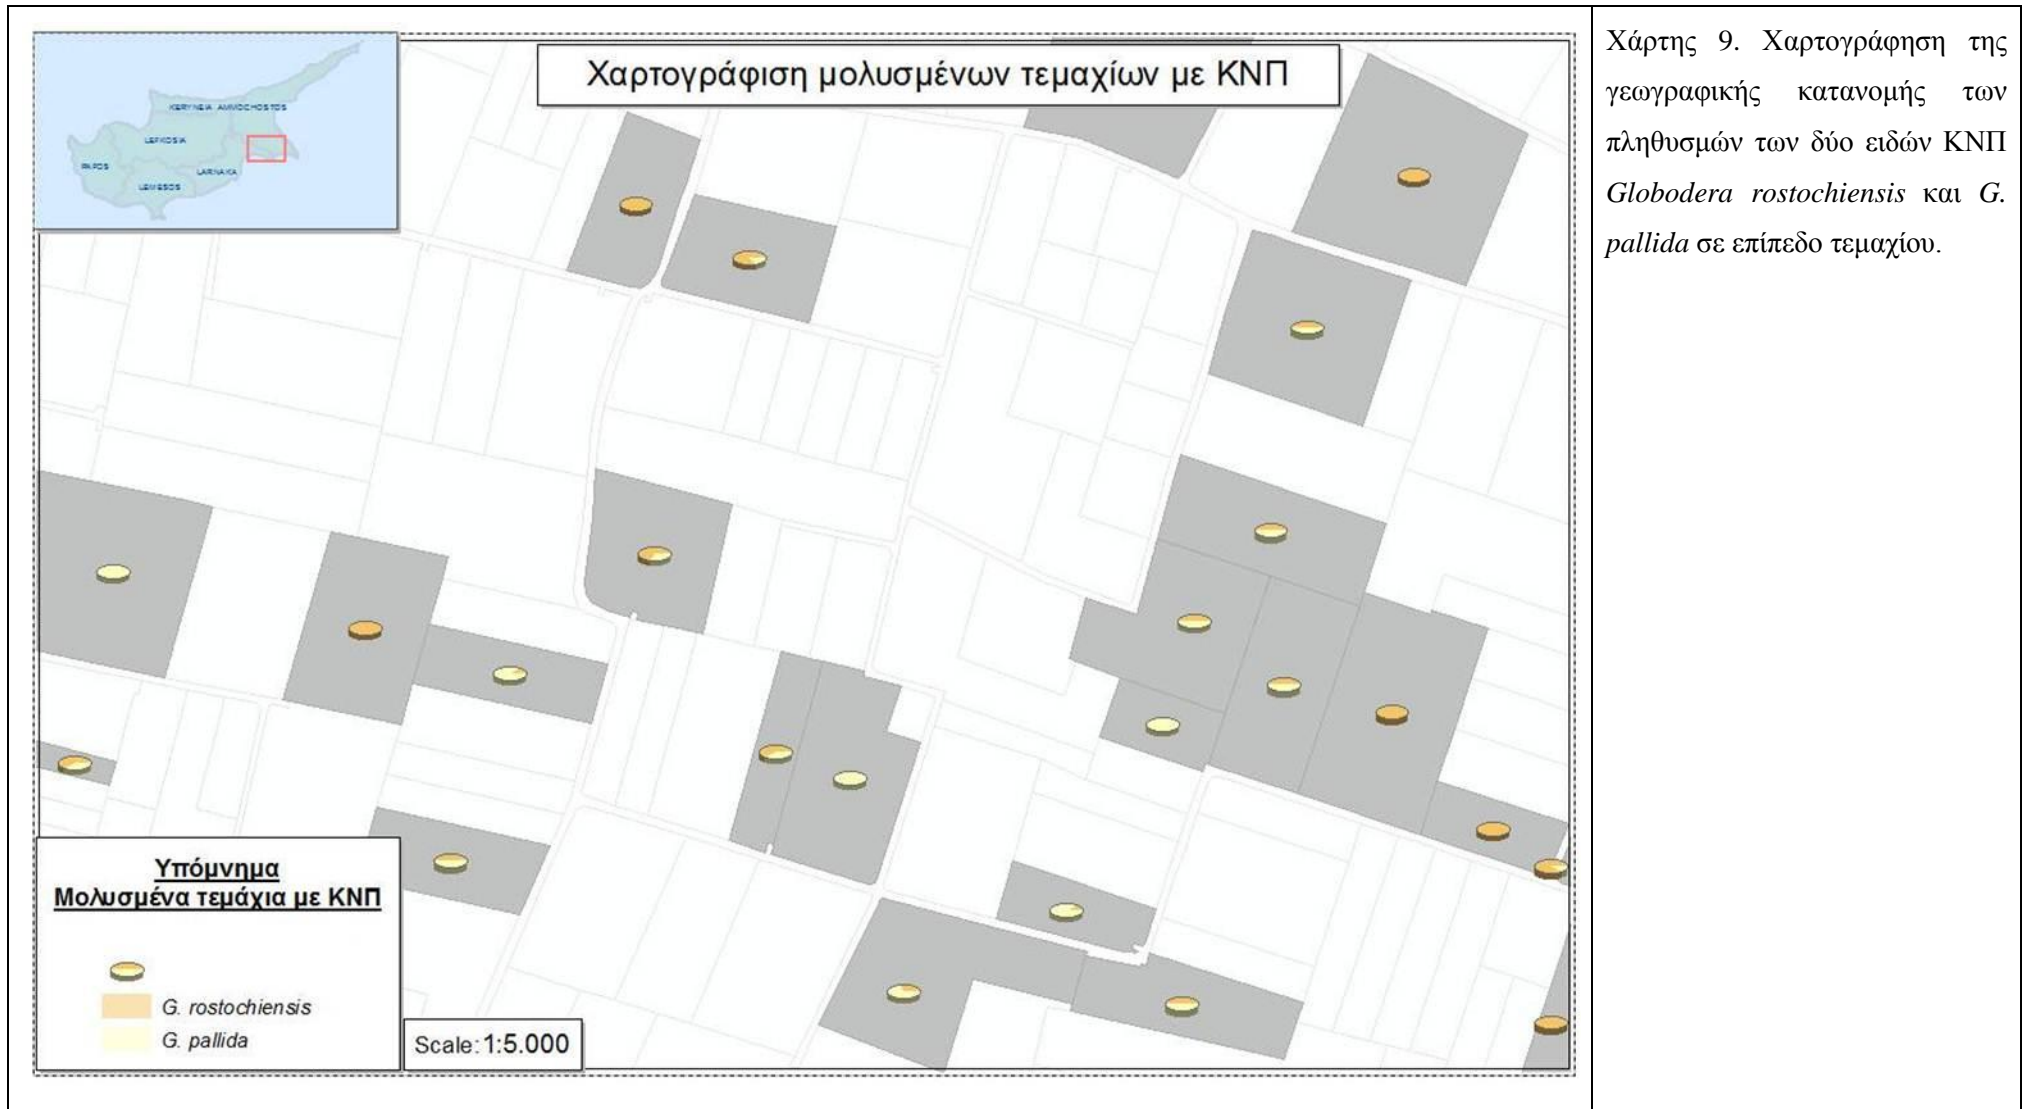 Χαρτογράφιση μολυσμένων τεμαχίων με ΚΝΠ
KERYNEIA AMMOCHOSTOS
LEFKOSIA
PAFOS
LARNAKA
LEMESOS
Υπόμνημα
Μολυσμένα τεμάχια με ΚΝΠ
G. rostochiensis
G. pallida
Scale: 1:5.000
Χάρτης 9. Χαρτογράφηση της
γεωγραφικής κατανομής των
πληθυσμών των δύο ειδών ΚΝΠ
Globodera rostochiensis και G.
pallida σε επίπεδο τεμαχίου.